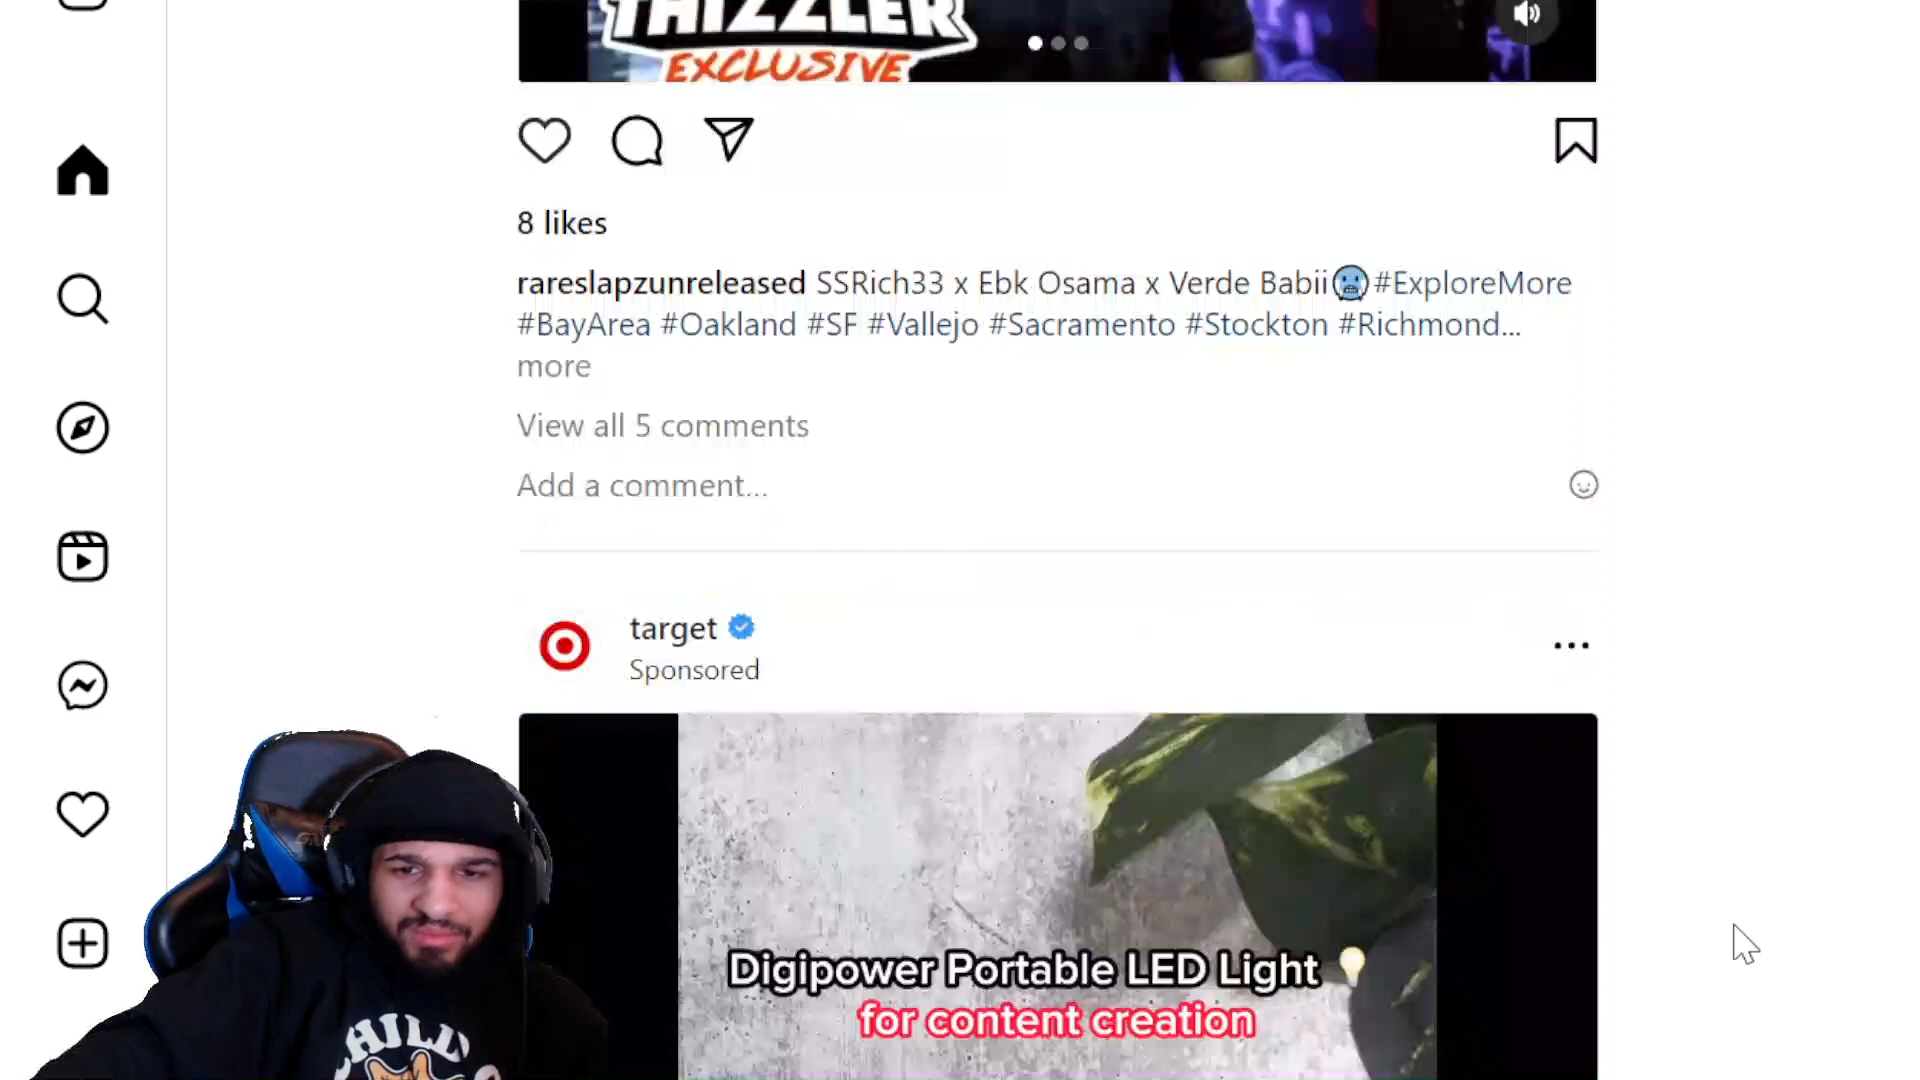 THIZZLER
EXCLUSIVE
8 likes
rareslapzunreleased SSRich33 x Ebk Osama x Verde Babii🥶#ExploreMore
#BayArea #Oakland #SF #Vallejo #Sacramento #Stockton #Richmond...
more
View all 5 comments
Add a comment...
target
Sponsored
Digipower Portable LED Light 💡
for content creation
CHILL